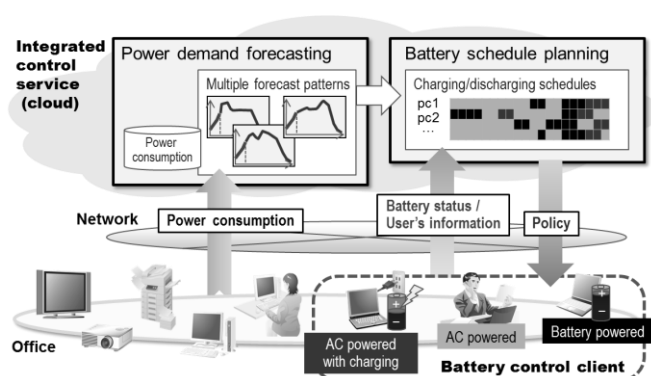 Integrated
control
service
(cloud)
Power demand forecasting
Multiple forecast patterns
Power
consumption
Battery schedule planning
Charging/discharging schedules
pc1
pc2
...
Network
Power consumption
Battery status /
User's information
Policy
Office
AC powered
with charging
AC powered
Battery powered
Battery control client